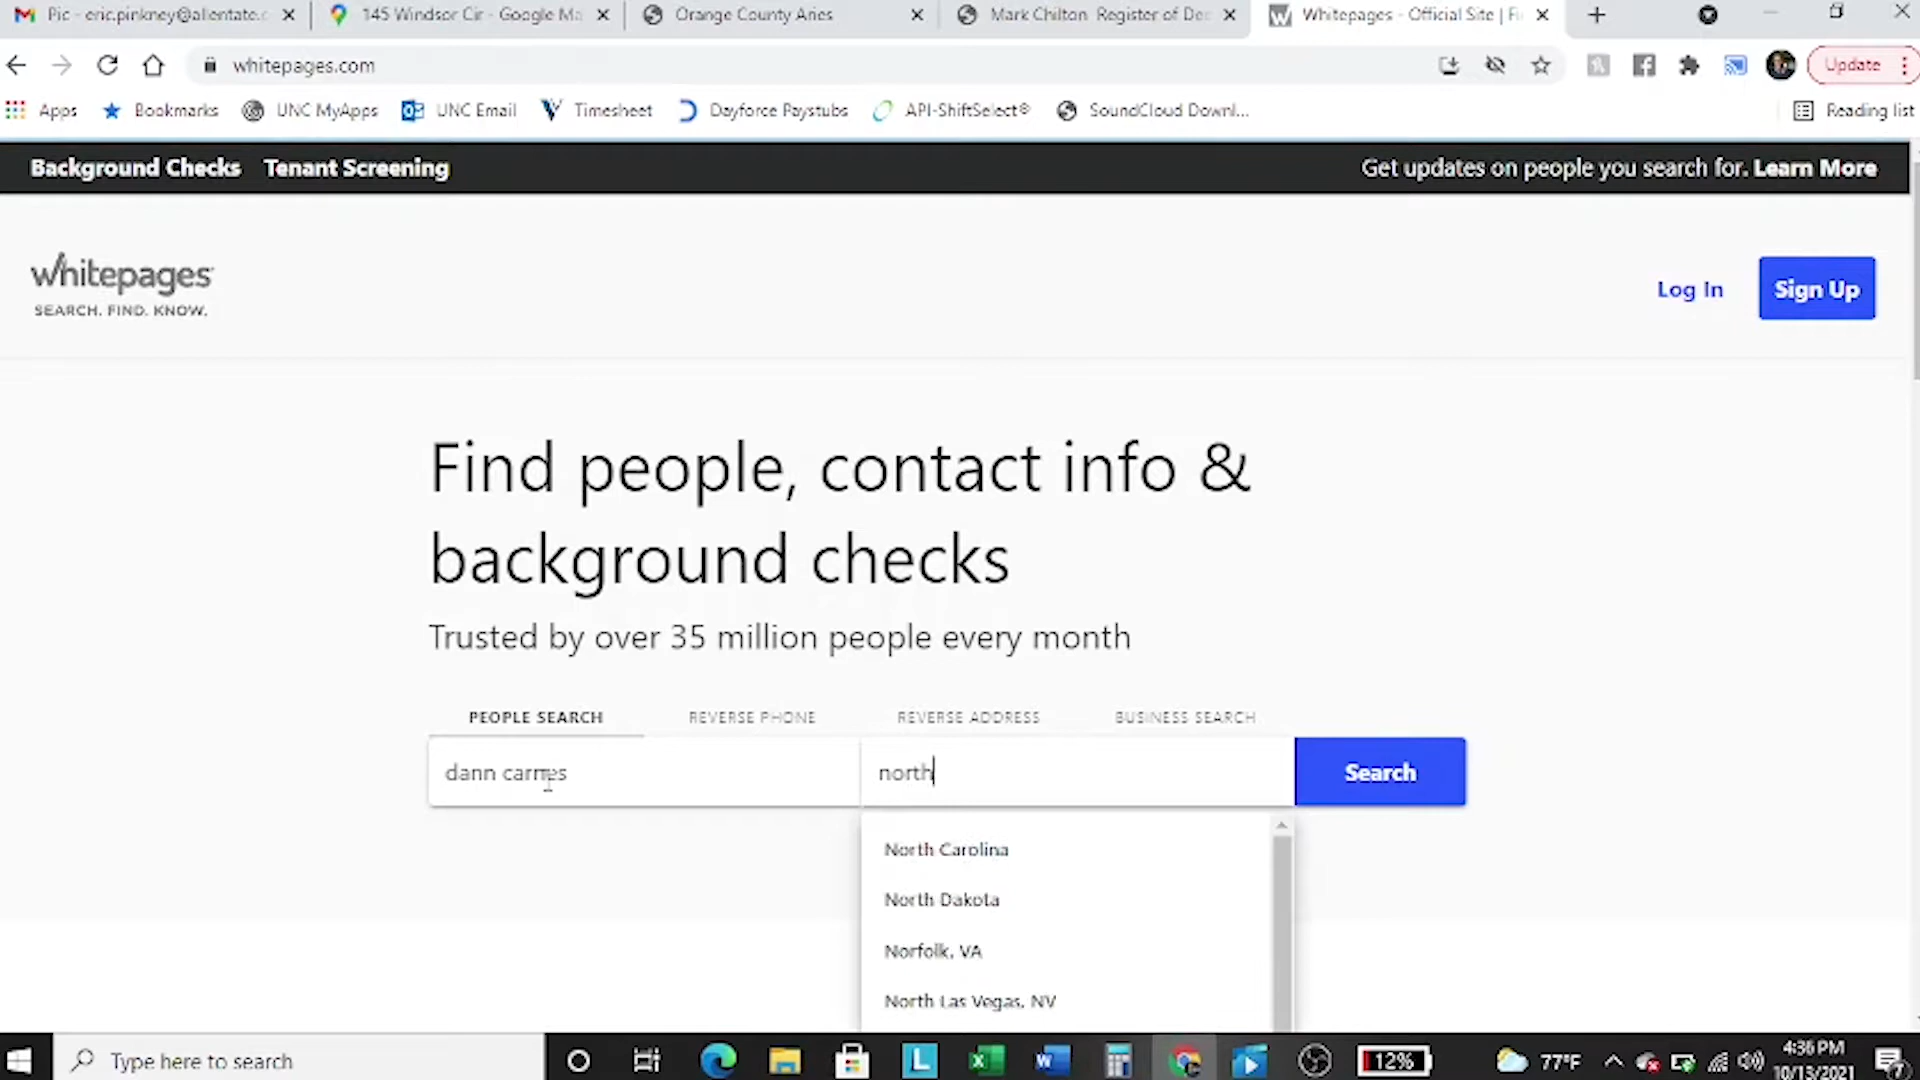 Pic - eric.pinkney@allentate.c
145 Windsor Cir - Google Ma
Orange County Aries
Mark Chilton Register of Dee
Whitepages - Official Site | Fi
whitepages.com
Update
Apps
Bookmarks
UNC MyApps
UNC Email
Timesheet
Dayforce Paystubs
API-ShiftSelect®
SoundCloud Downl...
Reading list
Background Checks Tenant Screening
Get updates on people you search for. Learn More
whitepages
SEARCH. FIND. KNOW.
Log In
Sign Up
Find people, contact info &
background checks
Trusted by over 35 million people every month
PEOPLE SEARCH
REVERSE PHONE
REVERSE ADDRESS
BUSINESS SEARCH
dann carnes
north
Search
North Carolina
North Dakota
Norfolk, VA
North Las Vegas, NV
Type here to search
12%
77°F
4:36 PM
10/13/2021